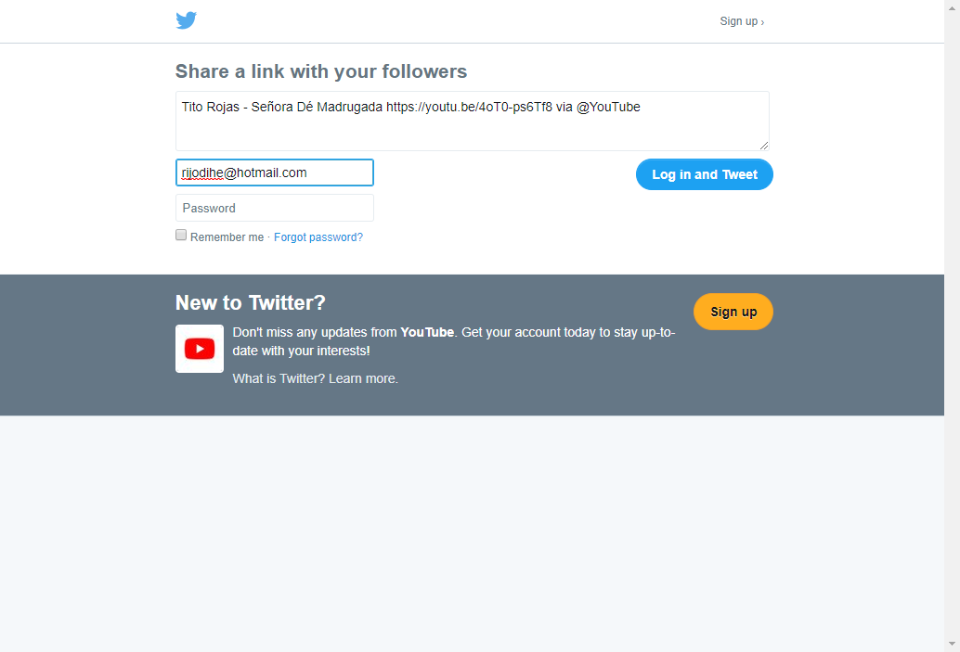 Sign up ›
Share a link with your followers
Tito Rojas - Señora Dé Madrugada https://youtu.be/4oT0-ps6Tf8 via @YouTube
rijodihe@hotmail.com
Log in and Tweet
Password
Remember me · Forgot password?
New to Twitter?
Sign up
Don't miss any updates from YouTube. Get your account today to stay up-
date with your interests!
What is Twitter? Learn more.